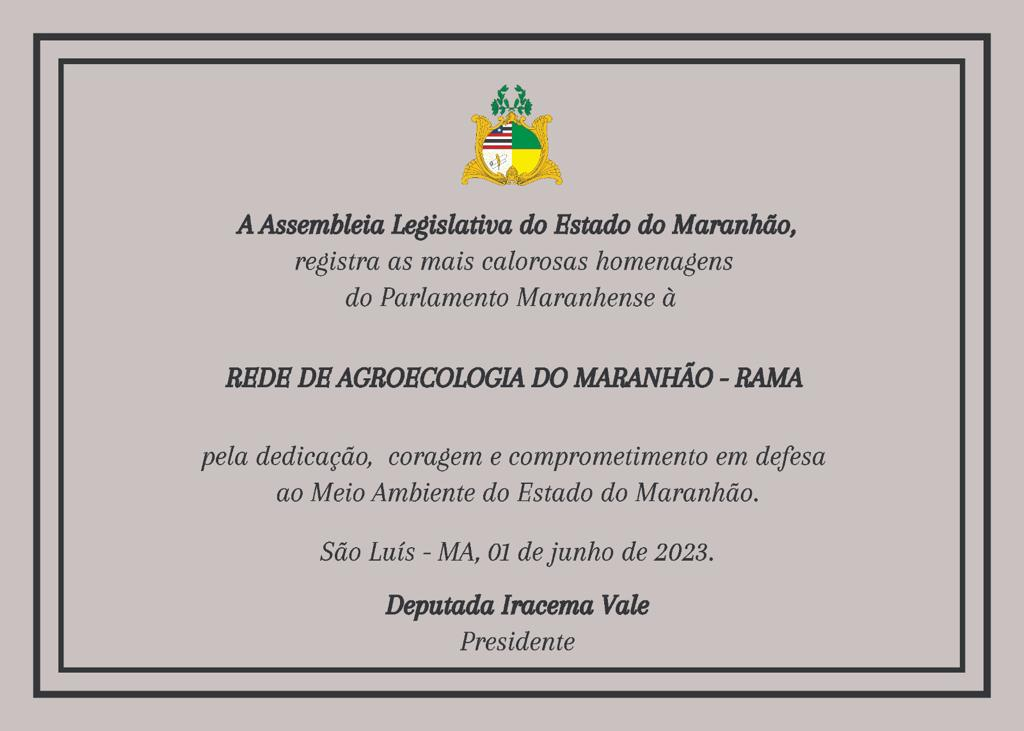 A Assembleia Legislativa do Estado do Maranhão,
registra as mais calorosas homenagens
do Parlamento Maranhense à
REDE DE AGROECOLOGIA DO MARANHÃO - RAMA
pela dedicação, coragem e comprometimento em defesa
ao Meio Ambiente do Estado do Maranhão.
São Luís - MA, 01 de junho de 2023.
Deputada Iracema Vale
Presidente